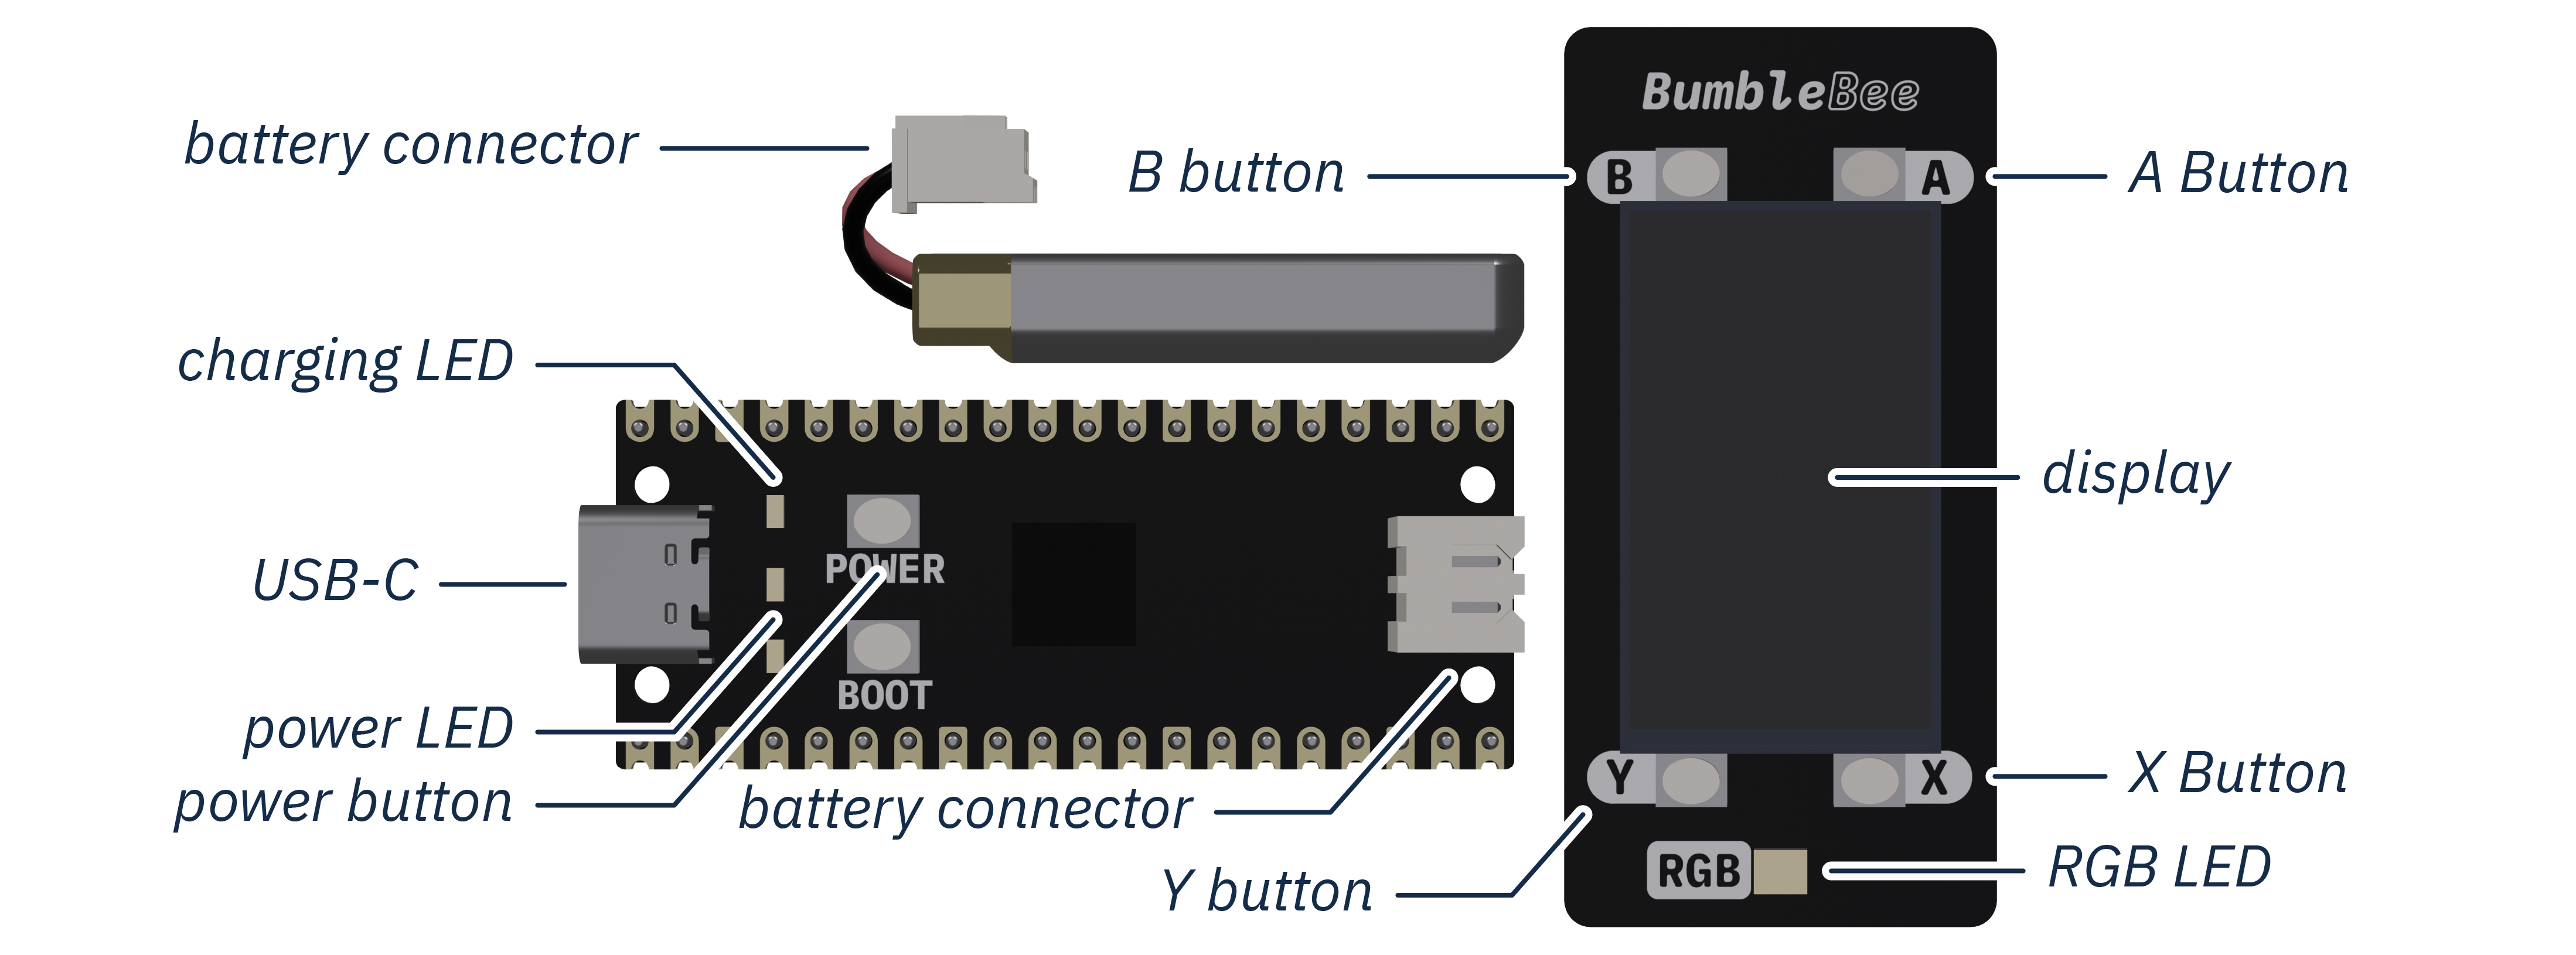 BumbleBee
battery connector
B button
B
A
A Button
charging LED
display
USB-C
POWER
BOOT
power LED
power button
battery connector
Y
X
X Button
Y button
RGB
RGB LED